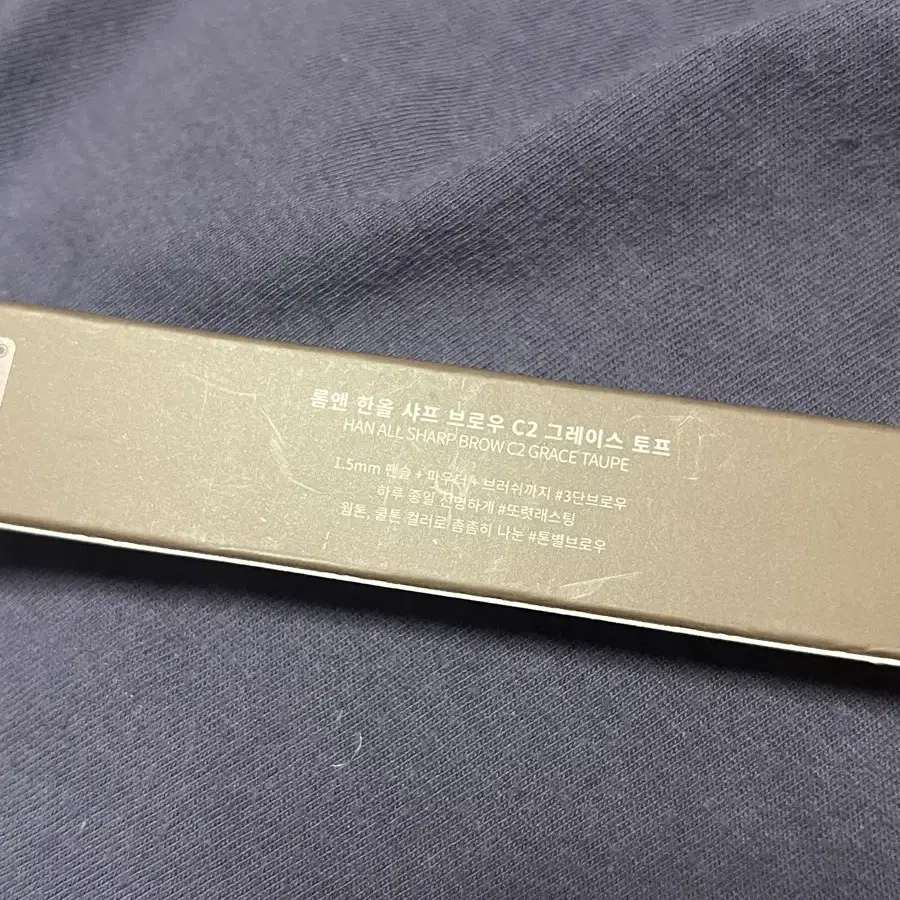 롬앤 한올 샤프 브로우 C2 그레이스 토프
HAN ALL SHARP BROW C2 GRACE TAUPE
1.5mm 펜슬 + 파우더 + 브러쉬까지 #3단브로우
하루 종일 선명하게 #또렷래스팅
웜톤, 쿨톤 컬러로 촘촘히 나눈 #톤별브로우